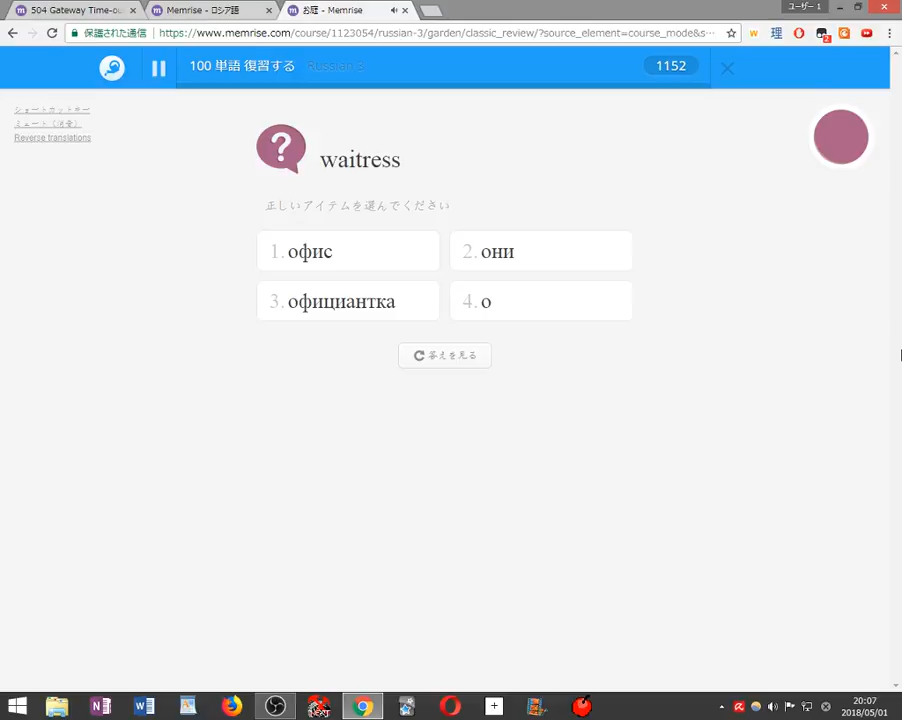 504 Gateway Time-ou
Memrise - ロシア語
お庭 - Memrise
ユーザー 1
保護された通信
https://www.memrise.com/course/1123054/russian-3/garden/classic_review/?source_element=course_mode&s...
理
2
100 単語 復習する
Russian 3
1152
ショートカットキー
ミュート (消音)
Reverse translations
?
waitress
正しいアイテムを選んでください
1. офис
2. они
3. официантка
4. о
答えを見る
20:07
2018/05/01